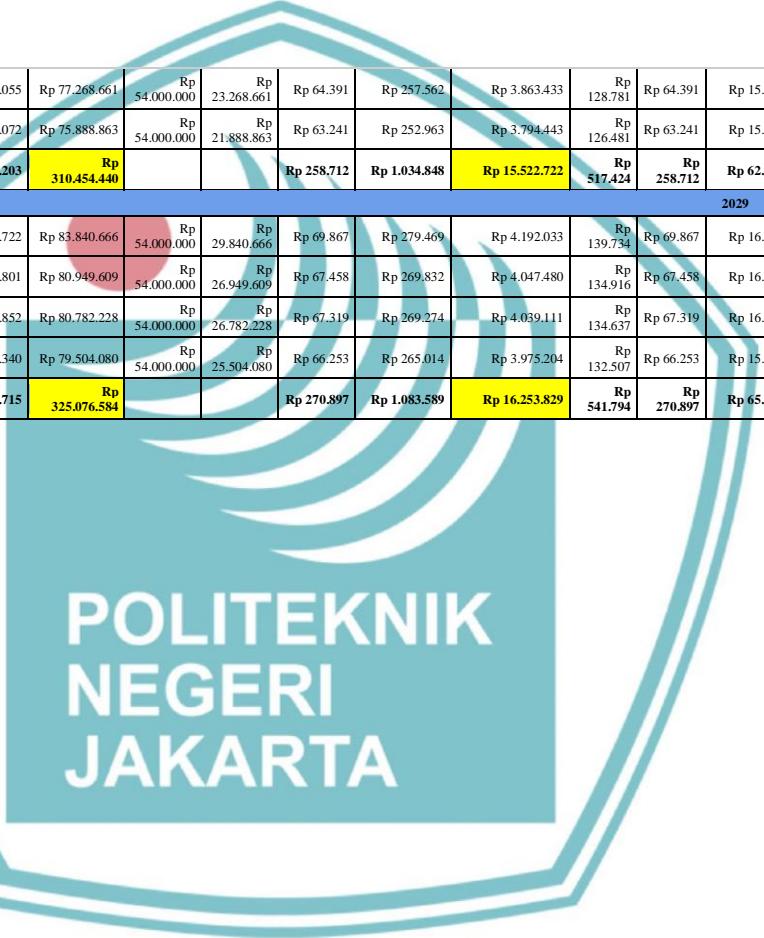 .055 Rp 77.268.661 Rp 54.000.000 Rp 23.268.661 Rp 64.391 Rp 257.562 Rp 3.863.433 Rp 128.781 Rp 64.391 Rp 15.
.072 Rp 75.888.863 Rp 54.000.000 Rp 21.888.863 Rp 63.241 Rp 252.963 Rp 3.794.443 Rp 126.481 Rp 63.241 Rp 15.
.203 Rp 310.454.440 Rp 258.712 Rp 1.034.848 Rp 15.522.722 Rp 517.424 Rp 258.712 Rp 62.
2029
.722 Rp 83.840.666 Rp 54.000.000 Rp 29.840.666 Rp 69.867 Rp 279.469 Rp 4.192.033 Rp 139.734 Rp 69.867 Rp 16.
.801 Rp 80.949.609 Rp 54.000.000 Rp 26.949.609 Rp 67.458 Rp 269.832 Rp 4.047.480 Rp 134.916 Rp 67.458 Rp 16.
.852 Rp 80.782.228 Rp 54.000.000 Rp 26.782.228 Rp 67.319 Rp 269.274 Rp 4.039.111 Rp 134.637 Rp 67.319 Rp 16.
.340 Rp 79.504.080 Rp 54.000.000 Rp 25.504.080 Rp 66.253 Rp 265.014 Rp 3.975.204 Rp 132.507 Rp 66.253 Rp 15.
.715 Rp 325.076.584 Rp 270.897 Rp 1.083.589 Rp 16.253.829 Rp 541.794 Rp 270.897 Rp 65.
POLITEKNIK
NEGERI
JAKARTA